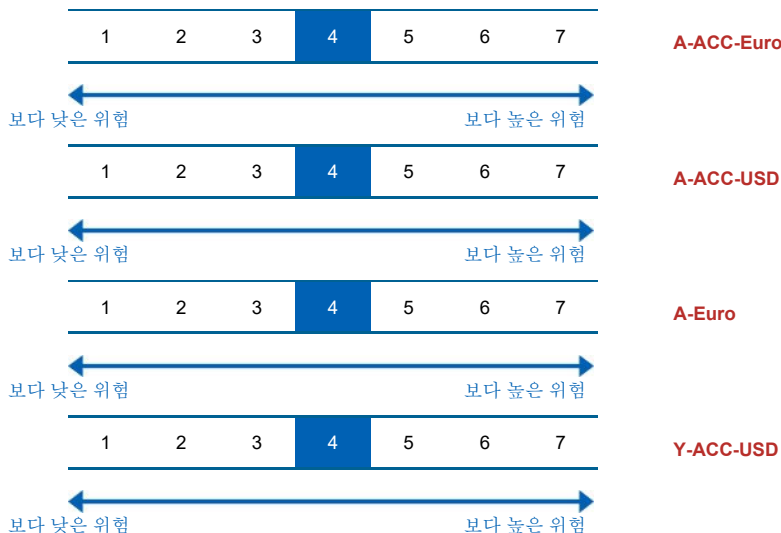 1 2 3 4 5 6 7 A-ACC-Euro
보다 낮은 위험 보다 높은 위험
1 2 3 4 5 6 7 A-ACC-USD
보다 낮은 위험 보다 높은 위험
1 2 3 4 5 6 7 A-Euro
보다 낮은 위험 보다 높은 위험
1 2 3 4 5 6 7 Y-ACC-USD
보다 낮은 위험 보다 높은 위험